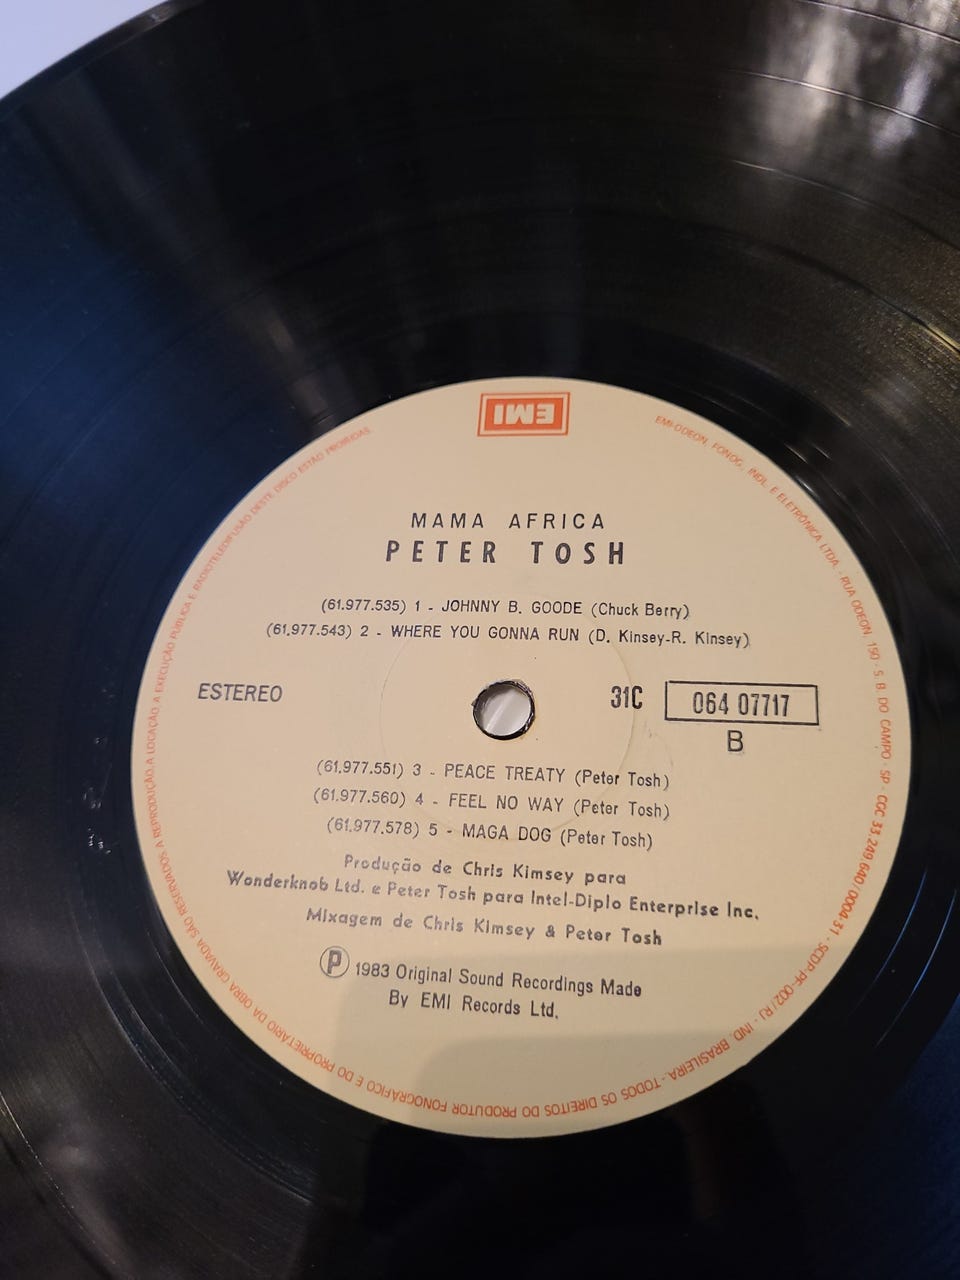 EMI
MAMA AFRICA
PETER TOSH
(61.977.535) 1 - JOHNNY B. GOODE (Chuck Berry)
(61.977.543) 2 - WHERE YOU GONNA RUN (D. Kinsey-R. Kinsey)
ESTEREO
31C 064 07717
B
(61.977.551) 3 - PEACE TREATY (Peter Tosh)
(61.977.560) 4 - FEEL NO WAY (Peter Tosh)
(61.977.578) 5 - MAGA DOG (Peter Tosh)
Produção de Chris Kimsey para
Wonderknob Ltd. e Peter Tosh para Intel-Diplo Enterprise Inc.
Mixagem de Chris Kimsey & Peter Tosh
Ⓟ 1983 Original Sound Recordings Made
By EMI Records Ltd.
EMI-ODEON, FONOG., INDL. E ELETRÔNICA LTDA. - RUA ODEON, 150 - S. B. DO CAMPO - SP - CGC 33.249.640/0004-31 - SCDP-PF-002/RJ - IND. BRASILEIRA - TODOS OS DIREITOS DO PRODUTOR FONOGRÁFICO E DO PROPRIETÁRIO DA OBRA GRAVADA SÃO RESERVADOS. A REPRODUÇÃO, A LOCAÇÃO, A EXECUÇÃO PÚBLICA E RADIOTELEDIFUSÃO DESTE DISCO ESTÃO PROIBIDAS.